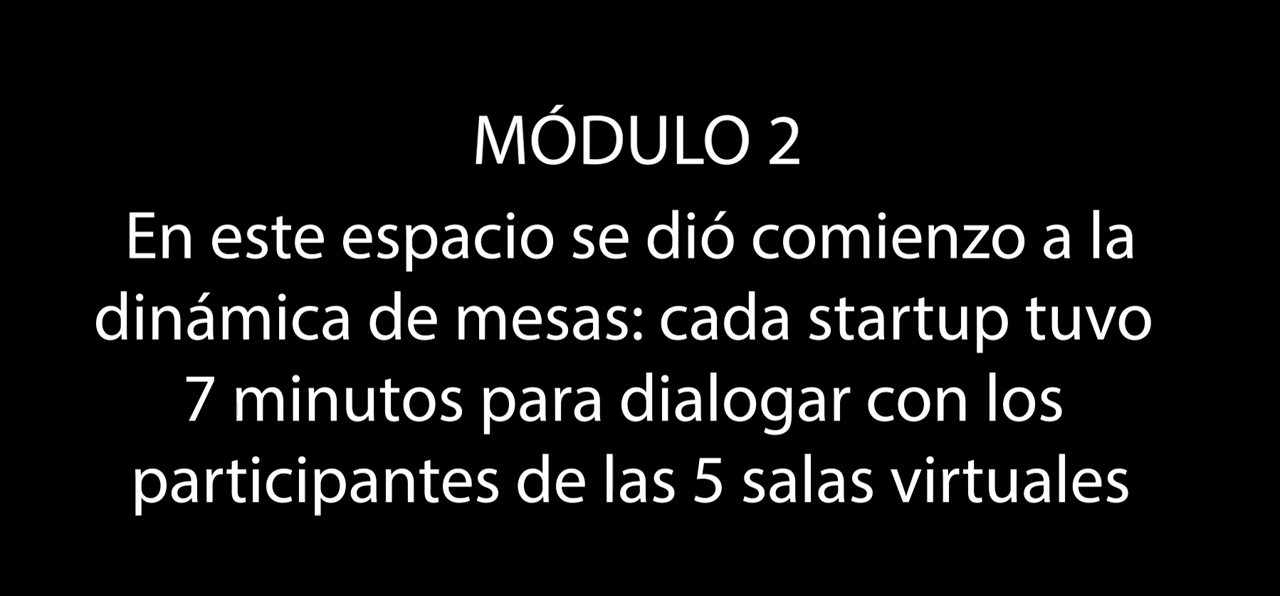 MÓDULO 2
En este espacio se dió comienzo a la
dinámica de mesas: cada startup tuvo
7 minutos para dialogar con los
participantes de las 5 salas virtuales